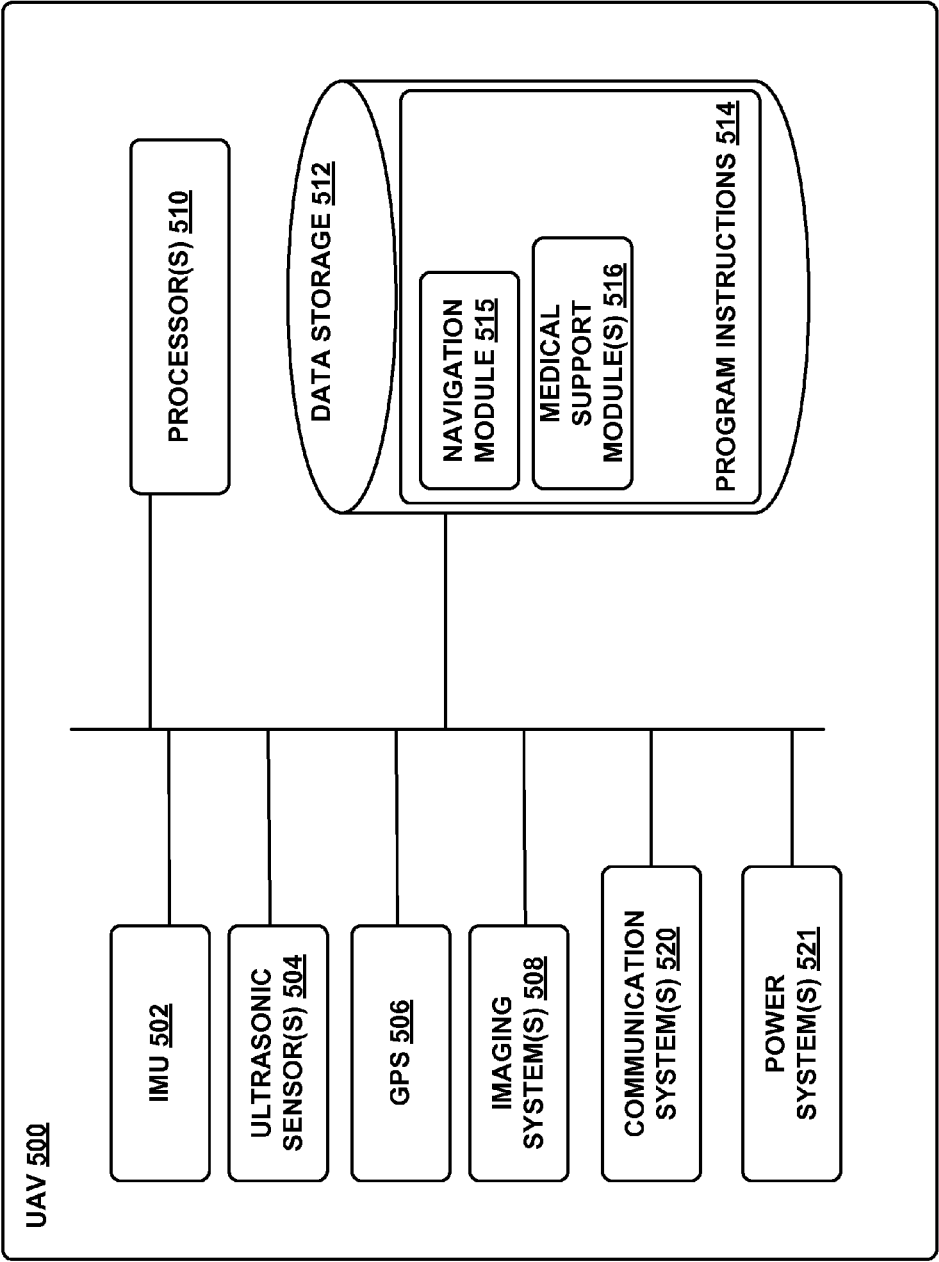 UAV 500
IMU 502
ULTRASONIC
SENSOR(S) 504
GPS 506
IMAGING
SYSTEM(S) 508
COMMUNICATION
SYSTEM(S) 520
POWER
SYSTEM(S) 521
PROCESSOR(S) 510
DATA STORAGE 512
NAVIGATION
MODULE 515
MEDICAL
SUPPORT
MODULE(S) 516
PROGRAM INSTRUCTIONS 514